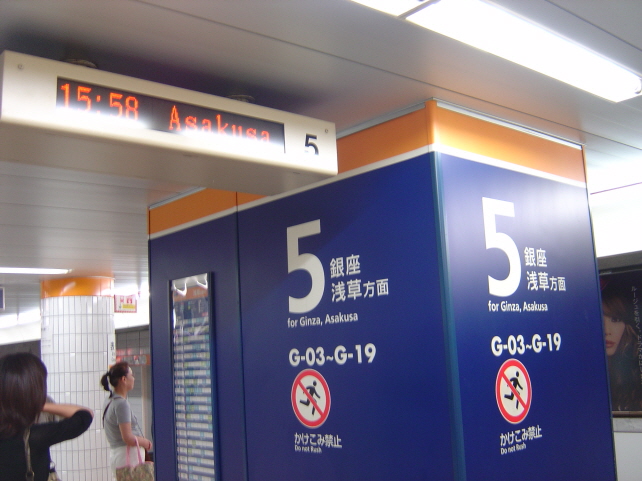 15:58 Asakusa 5
5 銀座
浅草方面
for Ginza, Asakusa
G-03~G-19
かけこみ禁止
Do not Rush
5 銀座
浅草方面
for Ginza, Asakusa
G-03~G-19
かけこみ禁止
Do not Rush